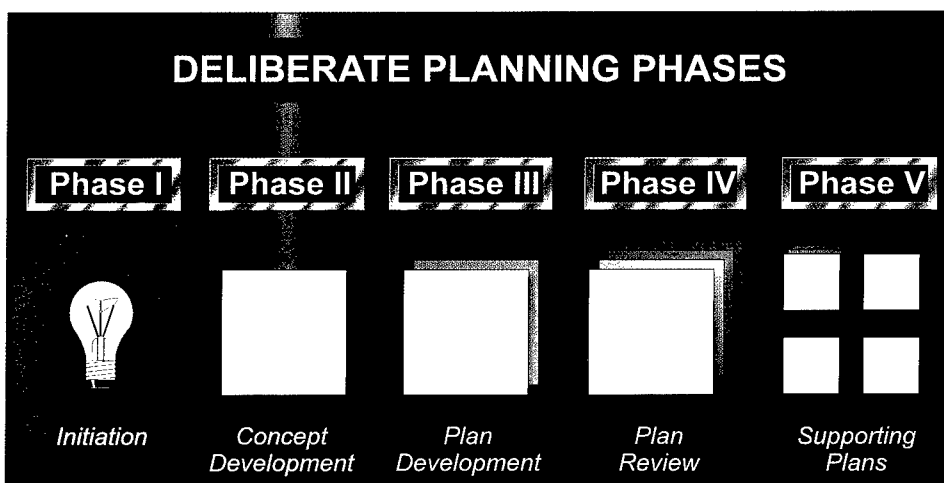 DELIBERATE PLANNING PHASES
Phase I
Phase II
Phase III
Phase IV
Phase V
Initiation
Concept
Development
Plan
Development
Plan
Review
Supporting
Plans